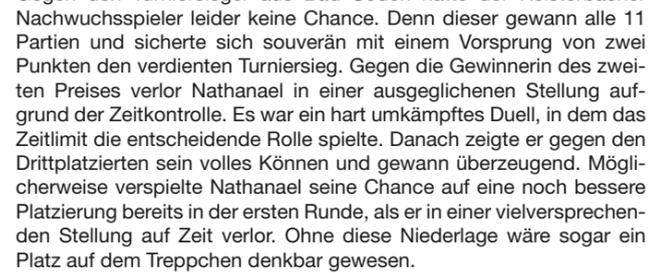 Nachwuchsspieler leider keine Chance. Denn dieser gewann alle 11
Partien und sicherte sich souverän mit einem Vorsprung von zwei
Punkten den verdienten Turniersieg. Gegen die Gewinnerin des zwei-
ten Preises verlor Nathanael in einer ausgeglichenen Stellung auf-
grund der Zeitkontrolle. Es war ein hart umkämpftes Duell, in dem das
Zeitlimit die entscheidende Rolle spielte. Danach zeigte er gegen den
Drittplatzierten sein volles Können und gewann überzeugend. Mögli-
cherweise verspielte Nathanael seine Chance auf eine noch bessere
Platzierung bereits in der ersten Runde, als er in einer vielversprechen-
den Stellung auf Zeit verlor. Ohne diese Niederlage wäre sogar ein
Platz auf dem Treppchen denkbar gewesen.